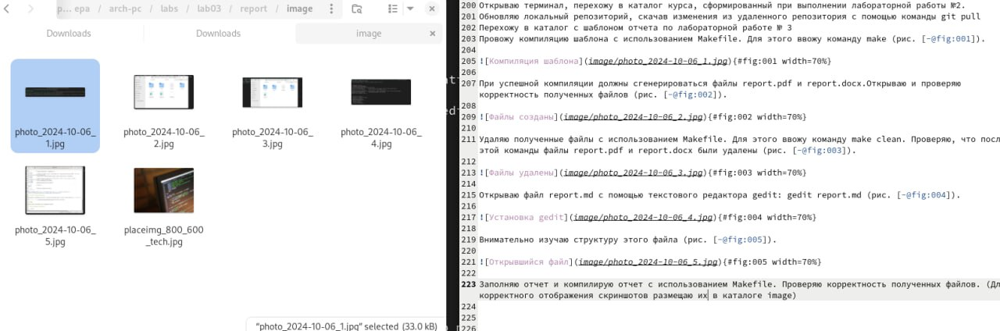 p... epa / arch-pc / labs / lab03 / report / image
Downloads
Downloads
image
photo_2024-10-06_
1.jpg
photo_2024-10-06_
2.jpg
photo_2024-10-06_
3.jpg
photo_2024-10-06_
4.jpg
photo_2024-10-06_
5.jpg
placeimg_800_600
_tech.jpg
"photo_2024-10-06_1.jpg" selected (33.0 kB)
200 Открываю терминал, перехожу в каталог курса, сформированный при выполнении лабораторной работы №2.
201 Обновляю локальный репозиторий, скачав изменения из удаленного репозитория с помощью команды git pull
202 Перехожу в каталог с шаблоном отчета по лабораторной работе № 3
203 Провожу компиляцию шаблона с использованием Makefile. Для этого ввожу команду make (рис. [-@fig:001]).
204
205 ![Компиляция шаблона](image/photo_2024-10-06_1.jpg){#fig:001 width=70%}
206
207 При успешной компиляции должны сгенерироваться файлы report.pdf и report.docx.Открываю и проверяю
корректность полученных файлов (рис. [-@fig:002]).
208
209 ![Файлы созданы](image/photo_2024-10-06_2.jpg){#fig:002 width=70%}
210
211 Удаляю полученные файлы с использованием Makefile. Для этого ввожу команду make clean. Проверяю, что посл
этой команды файлы report.pdf и report.docx были удалены (рис. [-@fig:003]).
212
213 ![Файлы удалены](image/photo_2024-10-06_3.jpg){#fig:003 width=70%}
214
215 Открываю файл report.md с помощью текстового редактора gedit: gedit report.md (рис. [-@fig:004]).
216
217 ![Установка gedit](image/photo_2024-10-06_4.jpg){#fig:004 width=70%}
218
219 Внимательно изучаю структуру этого файла (рис. [-@fig:005]).
220
221 ![Открывшийся файл](image/photo_2024-10-06_5.jpg){#fig:005 width=70%}
222
223 Заполняю отчет и компилирую отчет с использованием Makefile. Проверяю корректность полученных файлов. (Дл
корректного отображения скриншотов размещаю их в каталоге image)
224
225
226